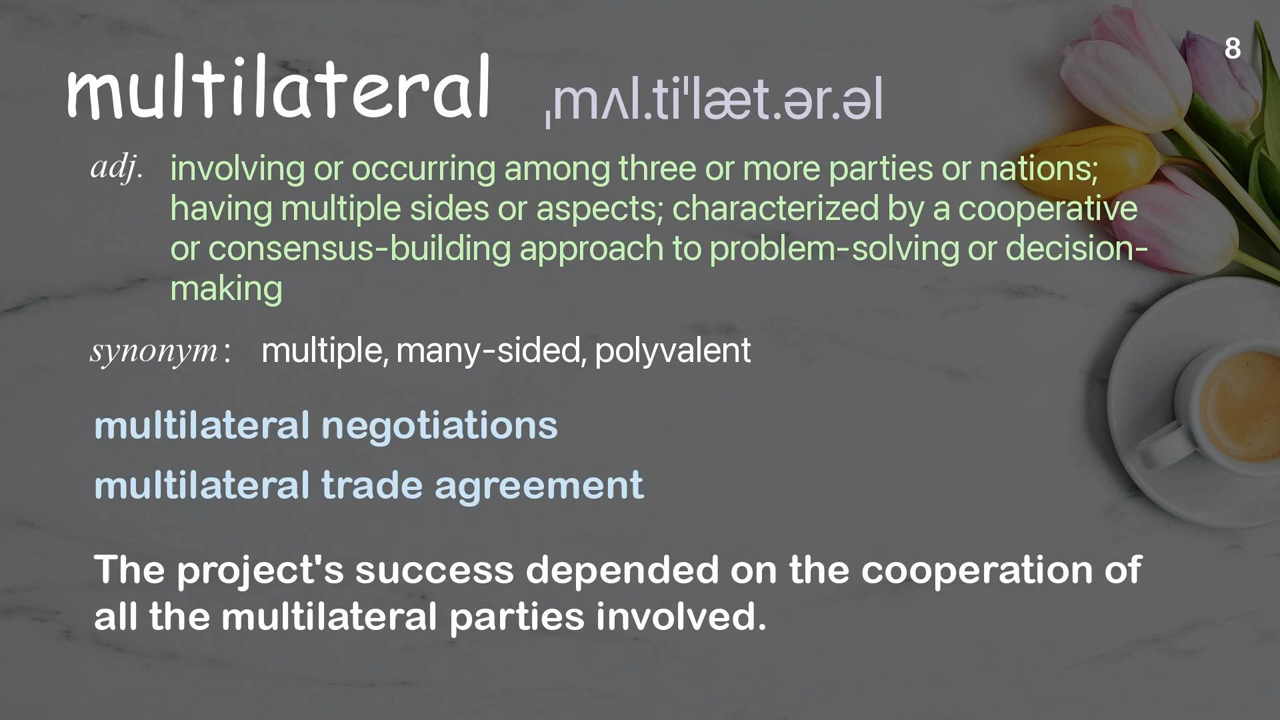 8
multilateral ˌmʌl.tiˈlæt.ər.əl
adj. involving or occurring among three or more parties or nations;
having multiple sides or aspects; characterized by a cooperative
or consensus-building approach to problem-solving or decision-
making
synonym: multiple, many-sided, polyvalent
multilateral negotiations
multilateral trade agreement
The project's success depended on the cooperation of
all the multilateral parties involved.